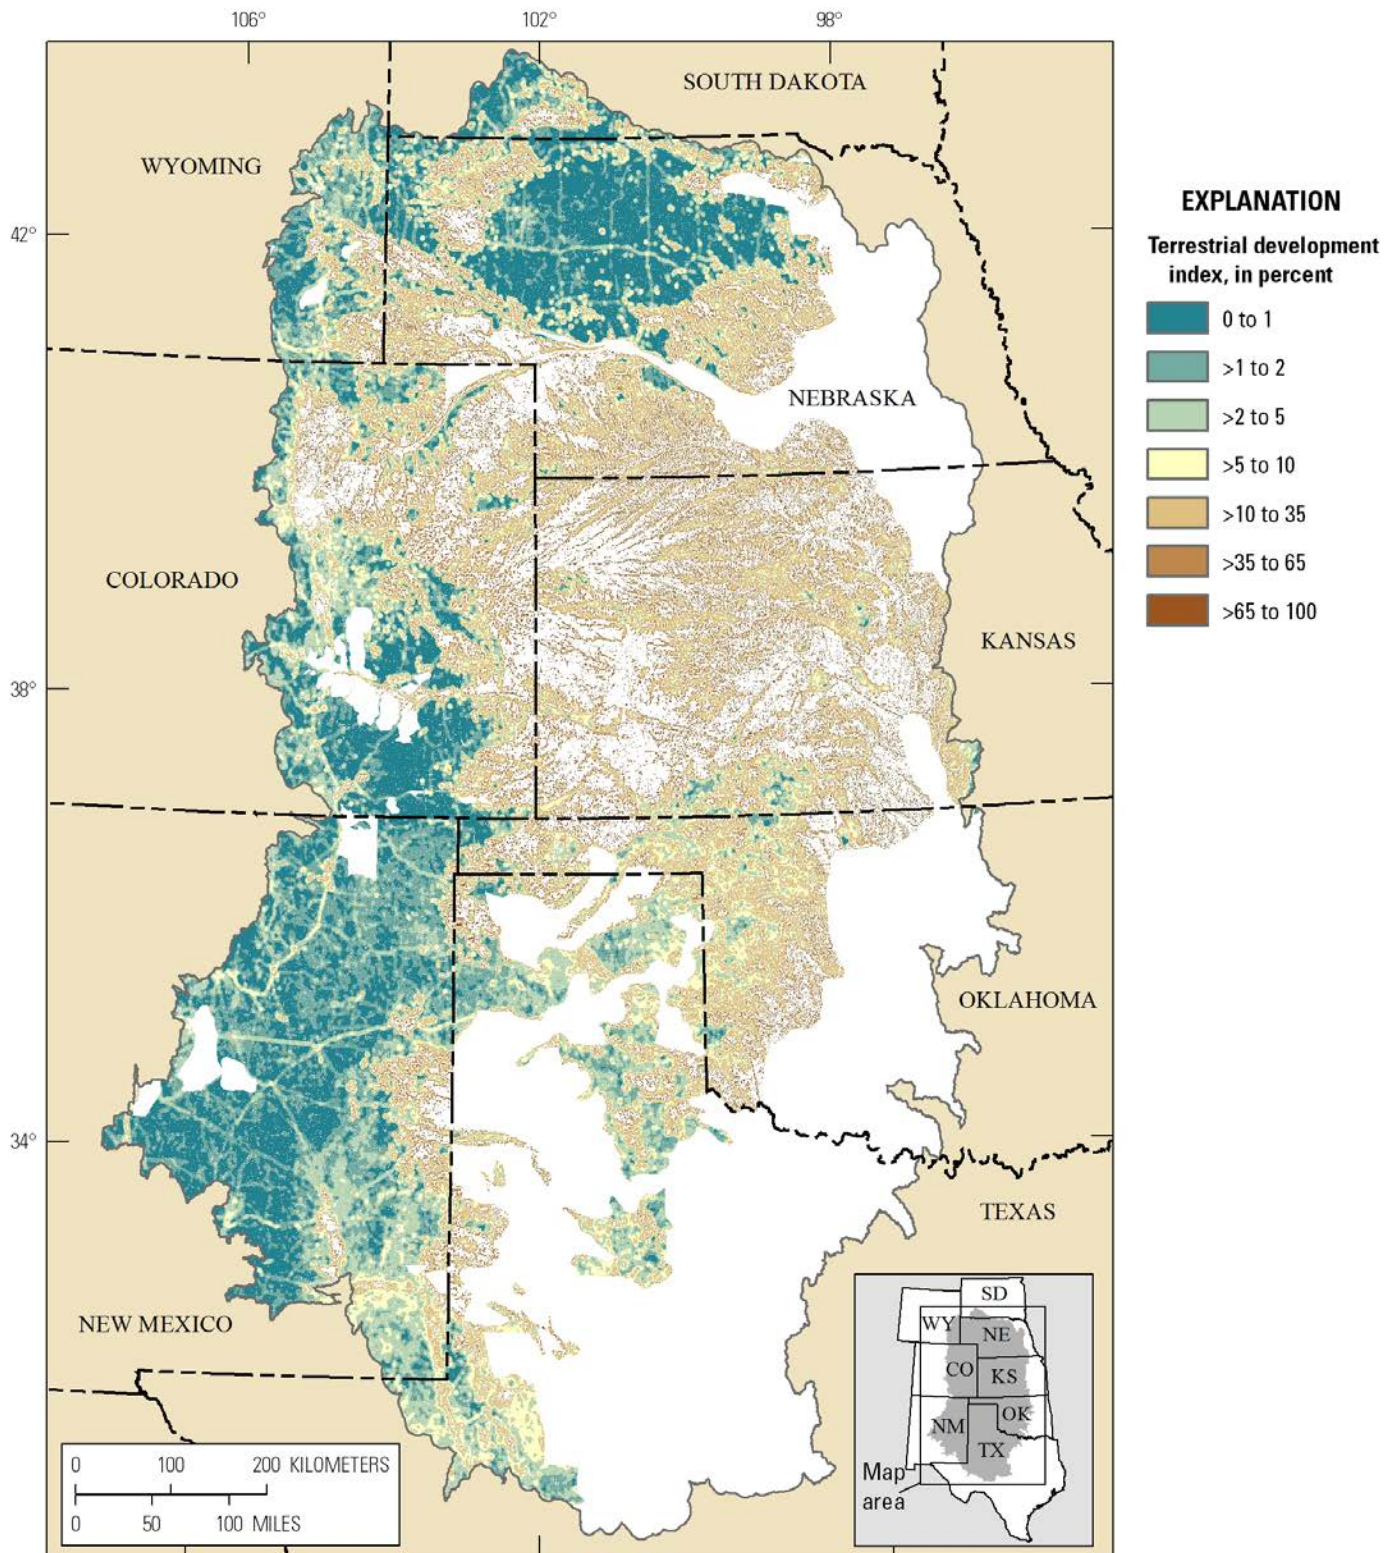 106°
102°
98°
SOUTH DAKOTA
WYOMING
42°
NEBRASKA
COLORADO
KANSAS
38°
OKLAHOMA
34°
TEXAS
NEW MEXICO
EXPLANATION
Terrestrial development
index, in percent
0 to 1
>1 to 2
>2 to 5
>5 to 10
>10 to 35
>35 to 65
>65 to 100
0 100 200 KILOMETERS
0 50 100 MILES
SD
WY
NE
CO
KS
NM
OK
TX
Map
area